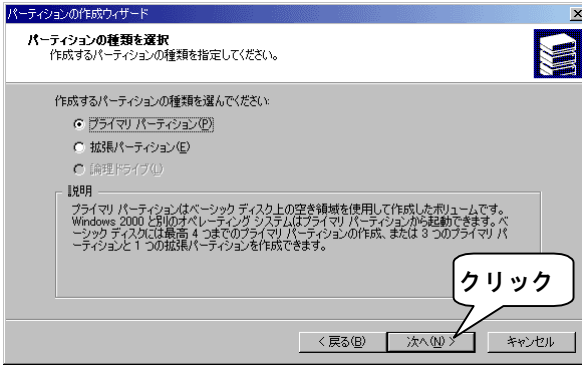 パーティションの作成ウィザード
パーティションの種類を選択
作成するパーティションの種類を指定してください。
作成するパーティションの種類を選んでください:
プライマリ パーティション(P)
拡張パーティション(E)
論理ドライブ(L)
説明
プライマリ パーティションはベーシック ディスク上の空き領域を使用して作成したボリュームです。
Windows 2000 と別のオペレーティング システムはプライマリ パーティションから起動できます。ベ
ーシック ディスクには最高 4 つまでのプライマリ パーティションの作成、または 3 つのプライマリ パ
ーティションと 1 つの拡張パーティションを作成できます。
クリック
< 戻る(B)
次へ(N) >
キャンセル